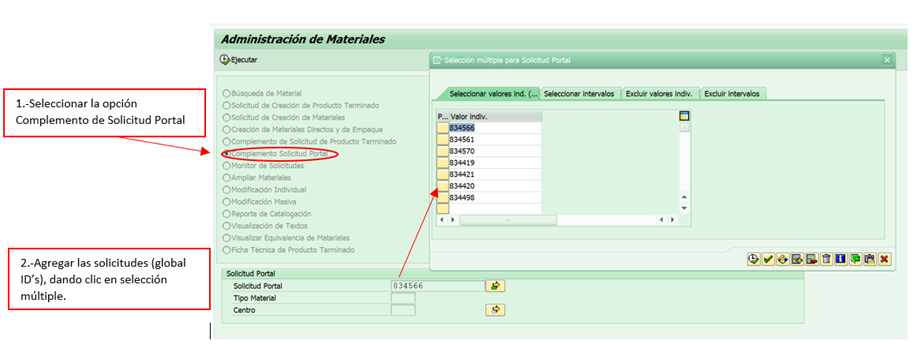 Administración de Materiales
Ejecutar
Selección múltiple para Solicitud Portal
Seleccionar valores ind. (... Seleccionar intervalos Excluir valores indiv. Excluir intervalos
P... Valor indiv.
834566
834561
834570
834419
834421
834420
834498
1.-Seleccionar la opción
Complemento de Solicitud Portal
Búsqueda de Material
Solicitud de Creación de Producto Terminado
Solicitud de Creación de Materiales
Creación de Materiales Directos y de Empaque
Complemento de Solicitud de Producto Terminado
Complemento Solicitud Portal
Monitor de Solicitudes
Ampliar Materiales
Modificación Individual
Modificación Masiva
Reporte de Catalogación
Visualización de Textos
Visualizar Equivalencia de Materiales
Ficha Técnica de Producto Terminado
2.-Agregar las solicitudes (global
ID's), dando clic en selección
múltiple.
Solicitud Portal
Solicitud Portal 834566
Tipo Material
Centro